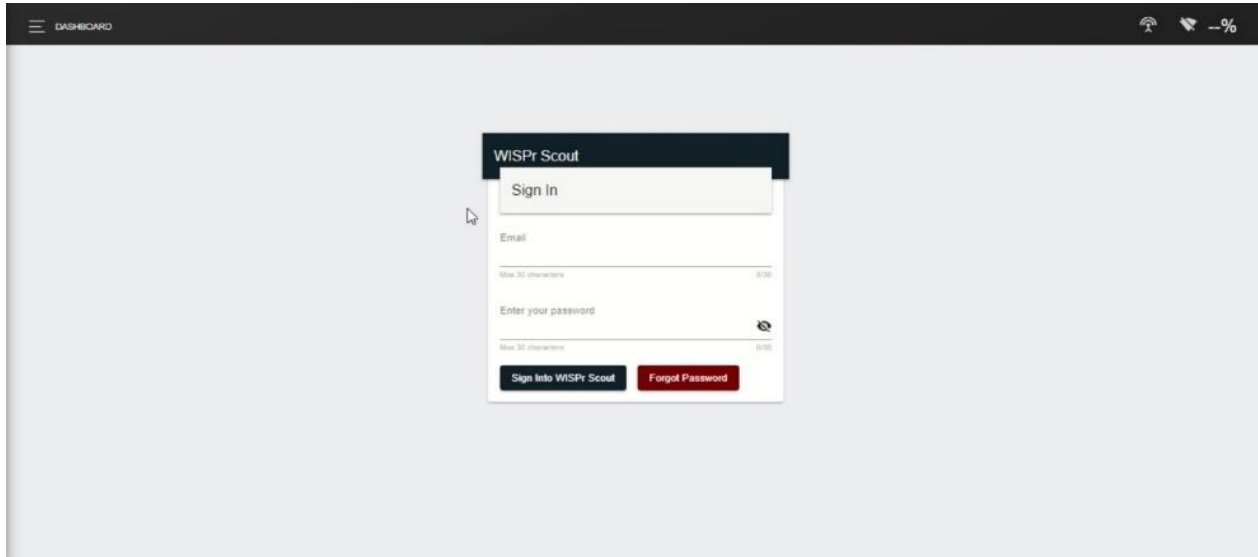 DASHBOARD
--%
WISPr Scout
Sign In
Email
Max 30 characters 0/30
Enter your password
Max 30 characters 0/30
Sign Into WISPr Scout Forgot Password